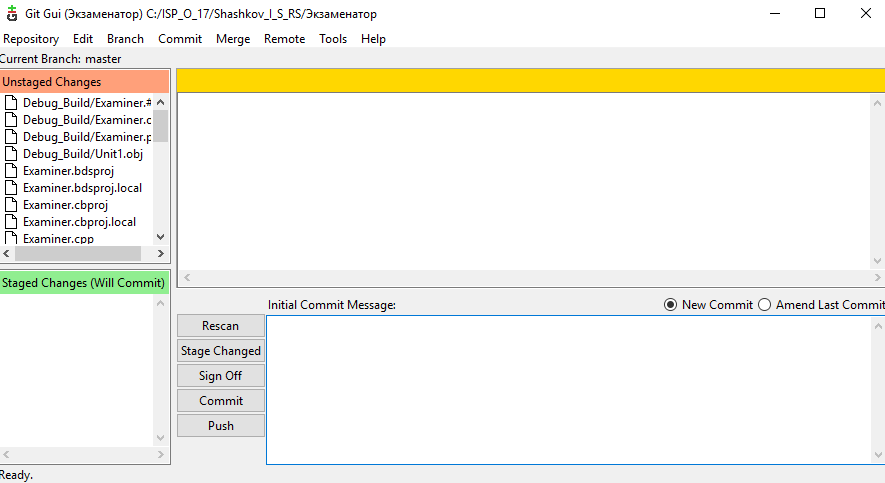 Git Gui (Экзаменатор) C:/ISP_O_17/Shashkov_I_S_RS/Экзаменатор
Repository Edit Branch Commit Merge Remote Tools Help
Current Branch: master
Unstaged Changes
Debug_Build/Examiner.#
Debug_Build/Examiner.c
Debug_Build/Examiner.p
Debug_Build/Unit1.obj
Examiner.bdsproj
Examiner.bdsproj.local
Examiner.cbproj
Examiner.cbproj.local
Examiner.cpp
Staged Changes (Will Commit)
Initial Commit Message:
New Commit
Amend Last Commit
Rescan
Stage Changed
Sign Off
Commit
Push
Ready.